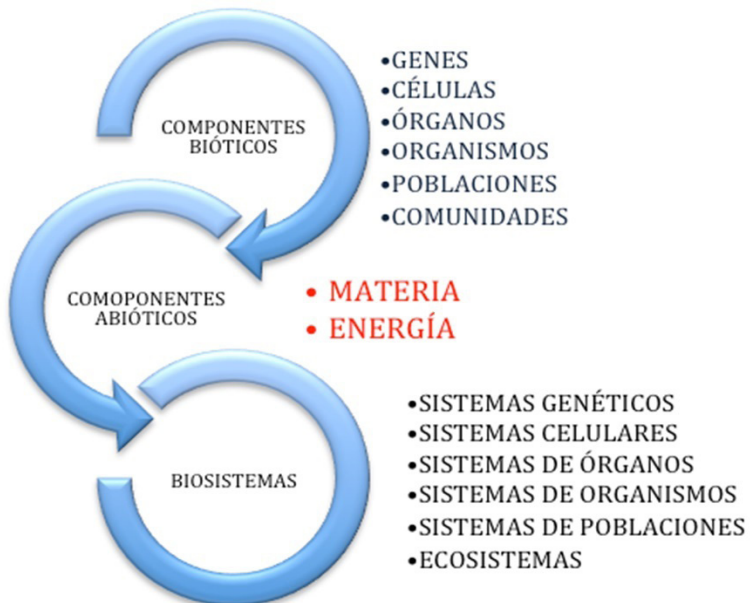 COMPONENTES
BIÓTICOS
•GENES
•CÉLULAS
•ÓRGANOS
•ORGANISMOS
•POBLACIONES
•COMUNIDADES
COMOPONENTES
ABIÓTICOS
• MATERIA
• ENERGÍA
BIOSISTEMAS
•SISTEMAS GENÉTICOS
•SISTEMAS CELULARES
•SISTEMAS DE ÓRGANOS
•SISTEMAS DE ORGANISMOS
•SISTEMAS DE POBLACIONES
•ECOSISTEMAS